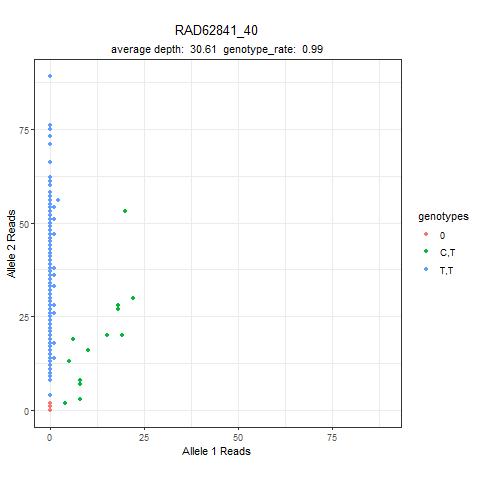 RAD62841_40
average depth: 30.61 genotype_rate: 0.99
75
50
25
0
Allele 2 Reads
0 25 50 75
Allele 1 Reads
genotypes
0
C,T
T,T